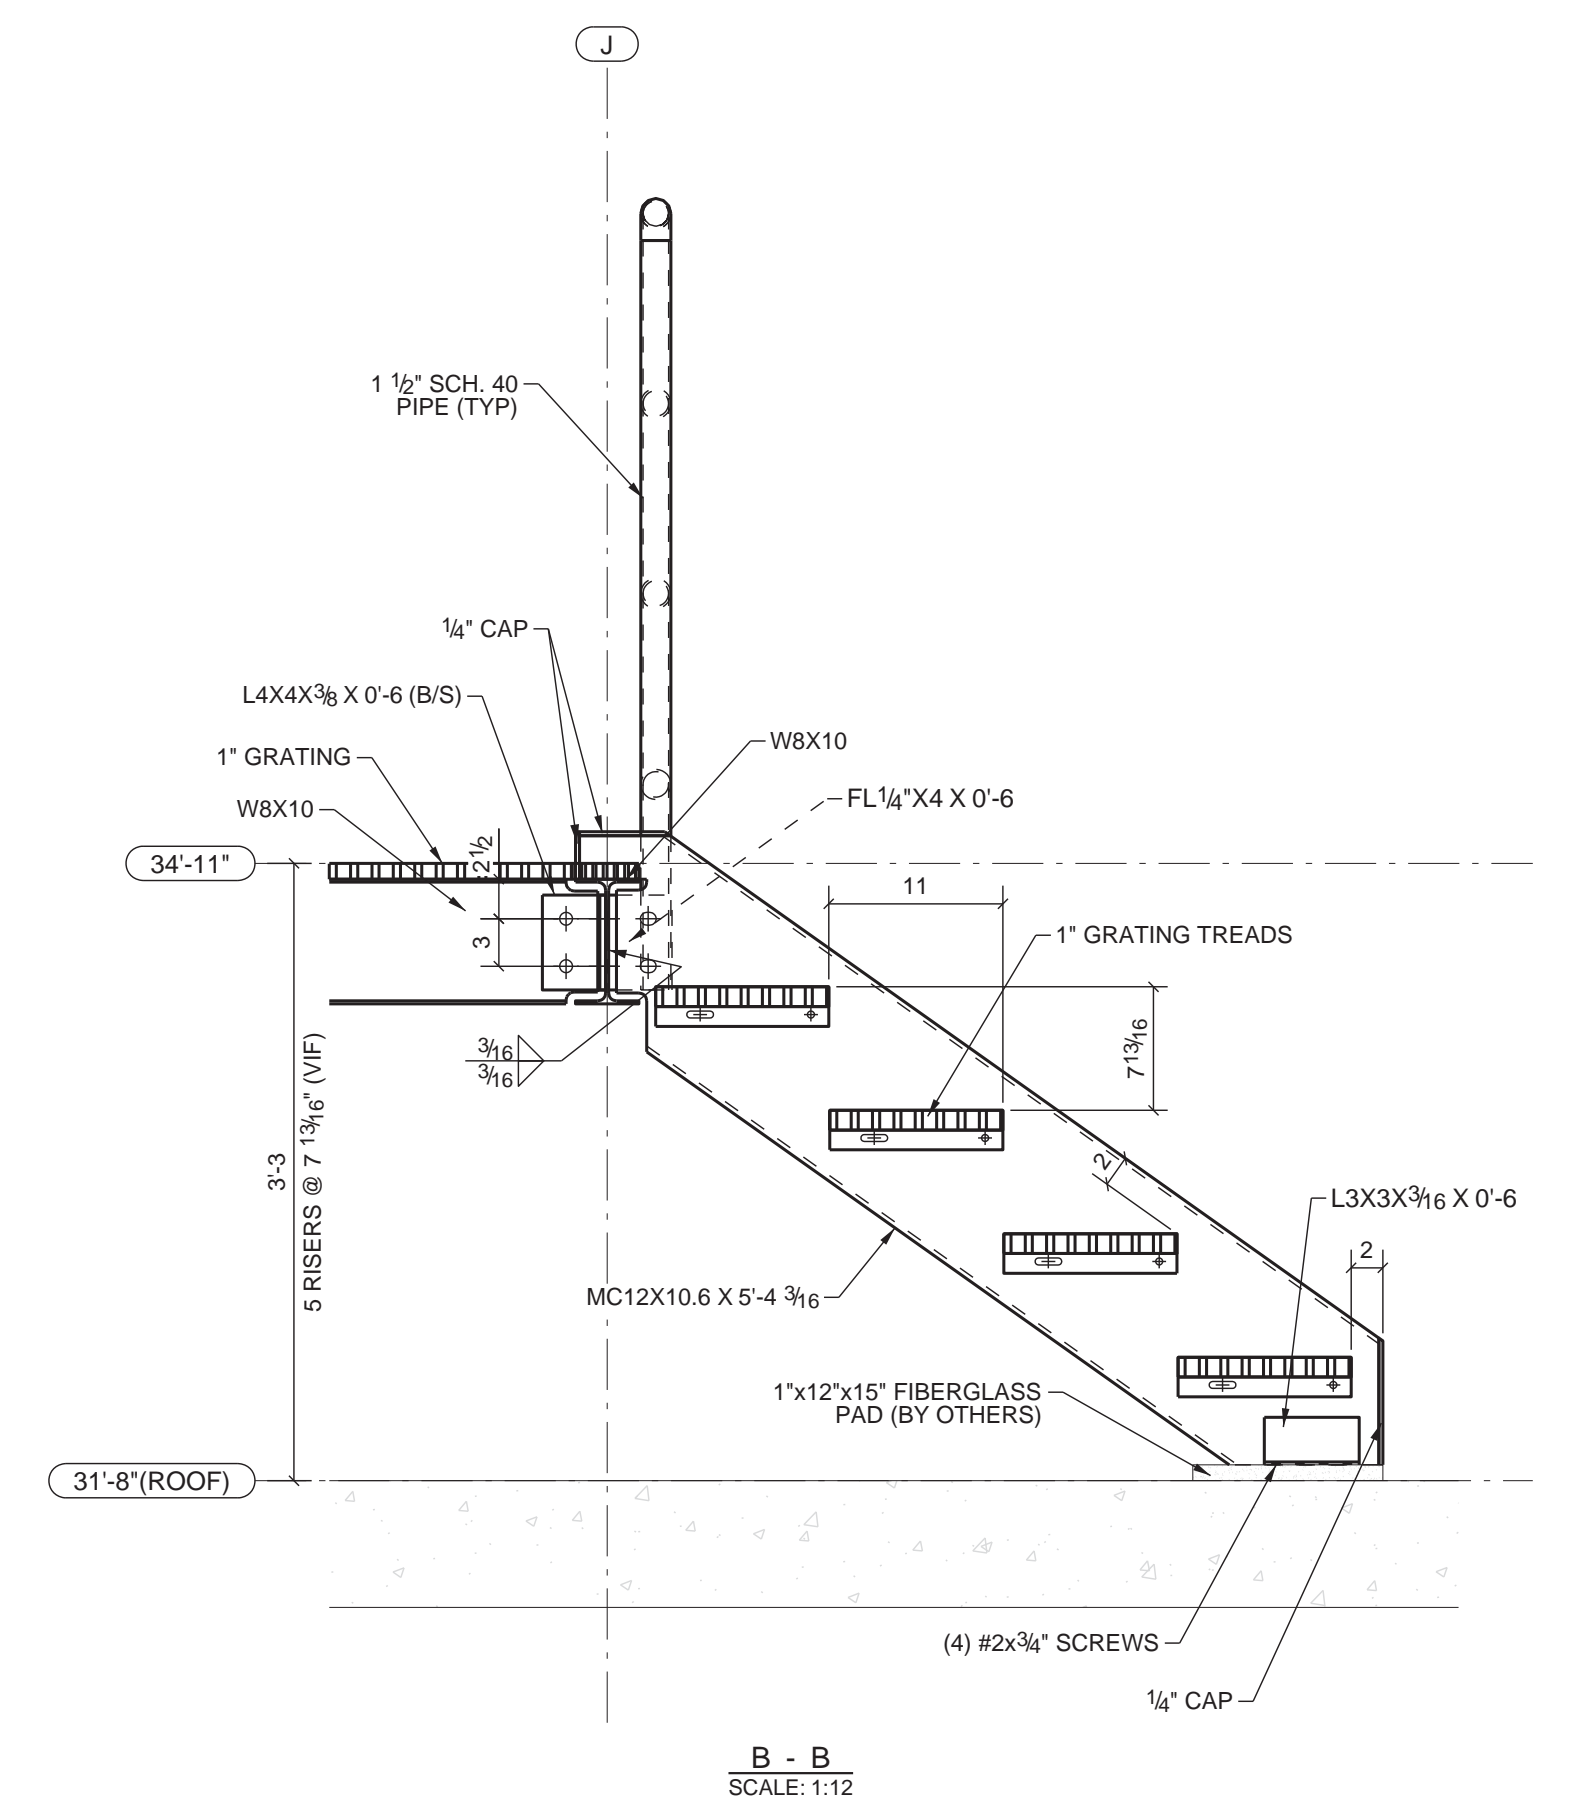 J
1 1/2" SCH. 40
PIPE (TYP)
1/4" CAP
L4X4X3/8 X 0'-6 (B/S)
W8X10
1" GRATING
FL1/4"X4 X 0'-6
W8X10
2 1/2
34'-11"
11
3
1" GRATING TREADS
3/16
3/16
7 13/16
3'-3
5 RISERS @ 7 13/16" (VIF)
2
L3X3X3/16 X 0'-6
2
MC12X10.6 X 5'-4 3/16
1"x12"x15" FIBERGLASS
PAD (BY OTHERS)
31'-8"(ROOF)
(4) #2x3/4" SCREWS
1/4" CAP
B - B
SCALE: 1:12